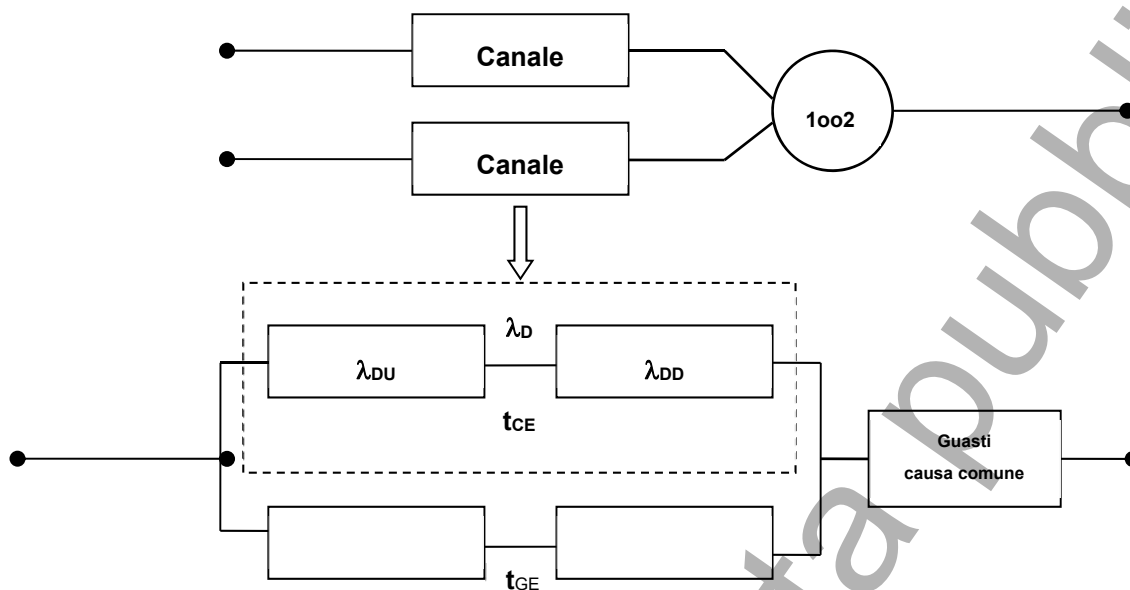 Canale
1oo2
Canale
λD
λDU
λDD
tCE
Guasti
causa comune
tGE